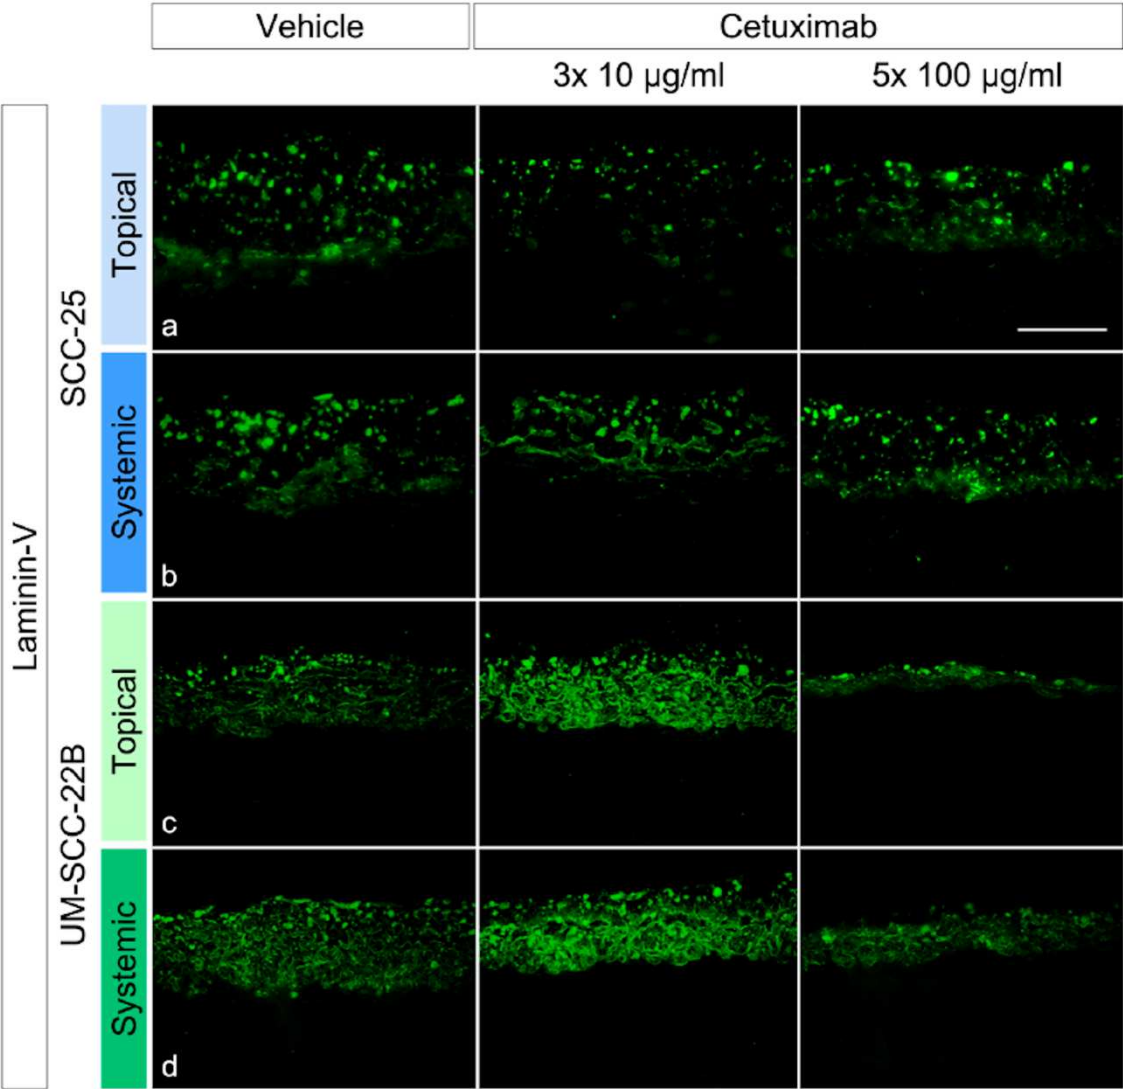 Vehicle
Cetuximab
3x 10 µg/ml
5x 100 µg/ml
Laminin-V
SCC-25
Topical
a
Systemic
b
UM-SCC-22B
Topical
c
Systemic
d